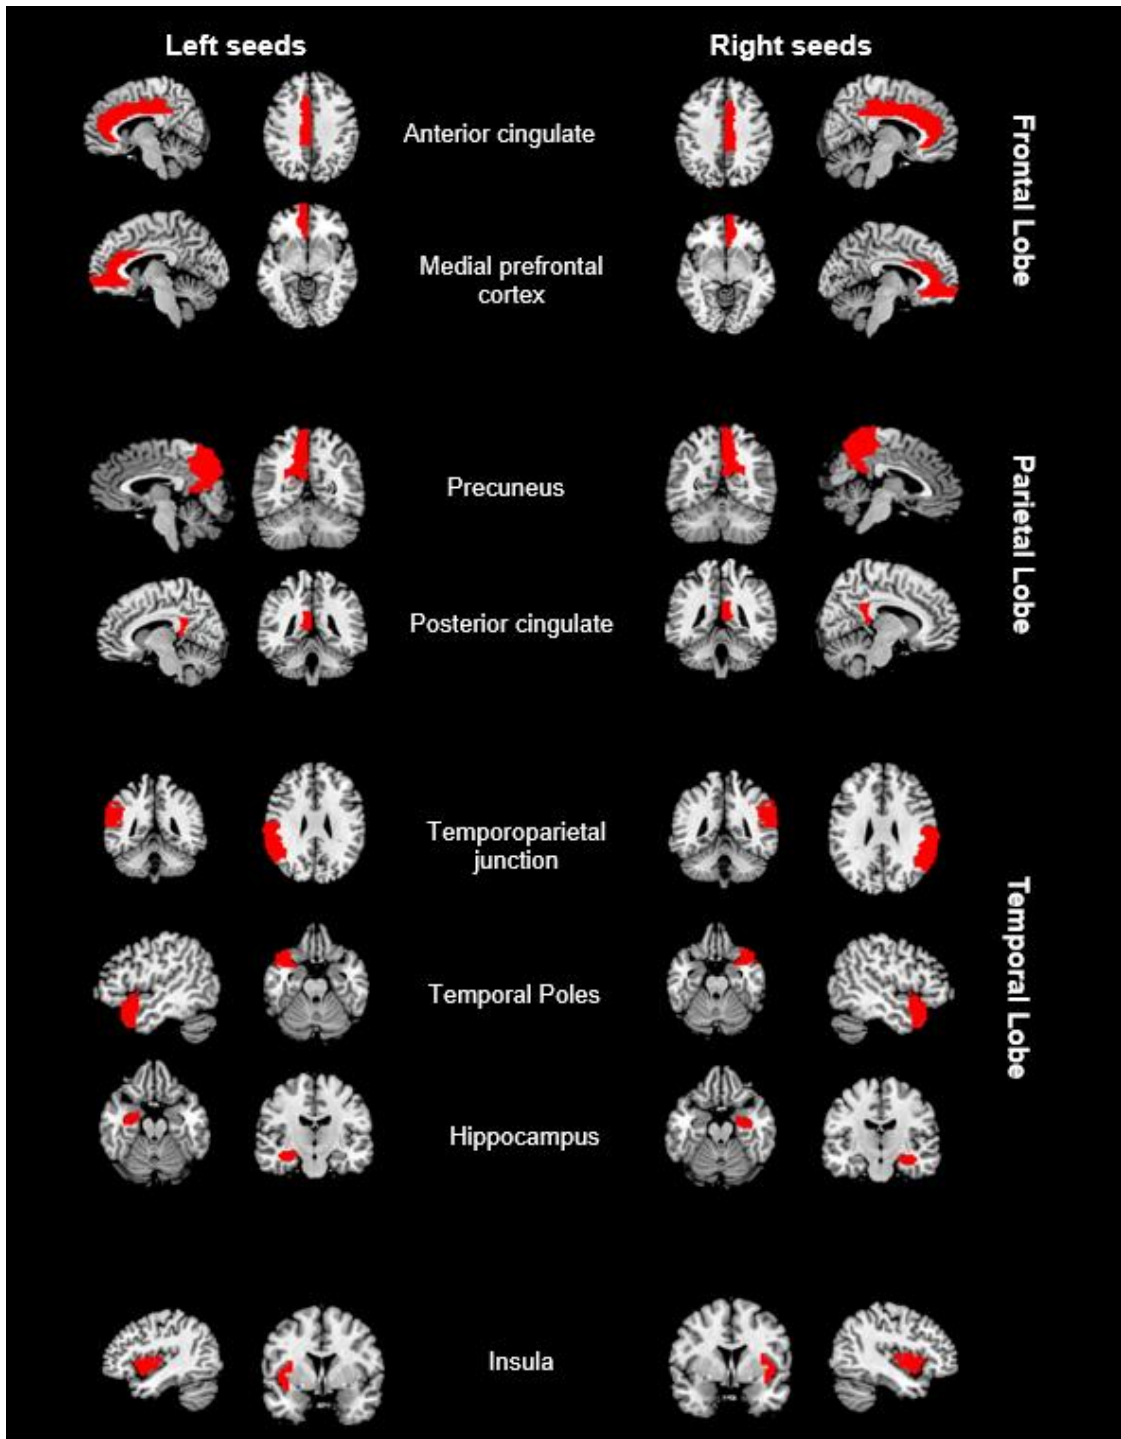 Left seeds
Right seeds
Anterior cingulate
Frontal Lobe
Medial prefrontal
cortex
Precuneus
Parietal Lobe
Posterior cingulate
Temporoparietal
junction
Temporal Lobe
Temporal Poles
Hippocampus
Insula